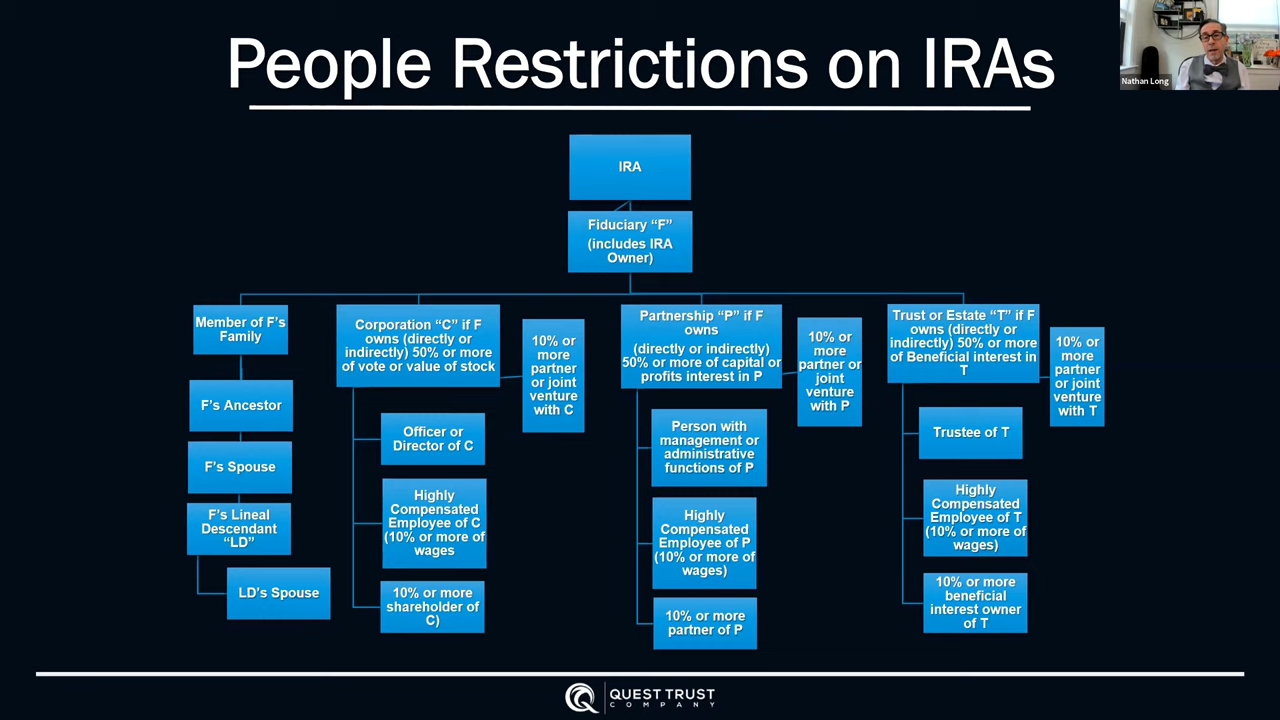 People Restrictions on IRAs
Nathan Long
IRA
Fiduciary “F”
(includes IRA
Owner)
Member of F’s
Family
F’s Ancestor
F’s Spouse
F’s Lineal
Descendant
“LD”
LD’s Spouse
Corporation “C” if F
owns (directly or
indirectly) 50% or more
of vote or value of stock
10% or
more
partner
or joint
venture
with C
Officer or
Director of C
Highly
Compensated
Employee of C
(10% or more of
wages
10% or more
shareholder of
C)
Partnership “P” if F
owns
(directly or indirectly)
50% or more of capital or
profits interest in P
10% or
more
partner or
joint
venture
with P
Person with
management or
administrative
functions of P
Highly
Compensated
Employee of P
(10% or more of
wages)
10% or more
partner of P
Trust or Estate “T” if F
owns (directly or
indirectly) 50% or more
of Beneficial interest in
T
10% or
more
partner
or joint
venture
with T
Trustee of T
Highly
Compensated
Employee of T
(10% or more of
wages)
10% or more
beneficial
interest owner
of T
QUEST TRUST
COMPANY